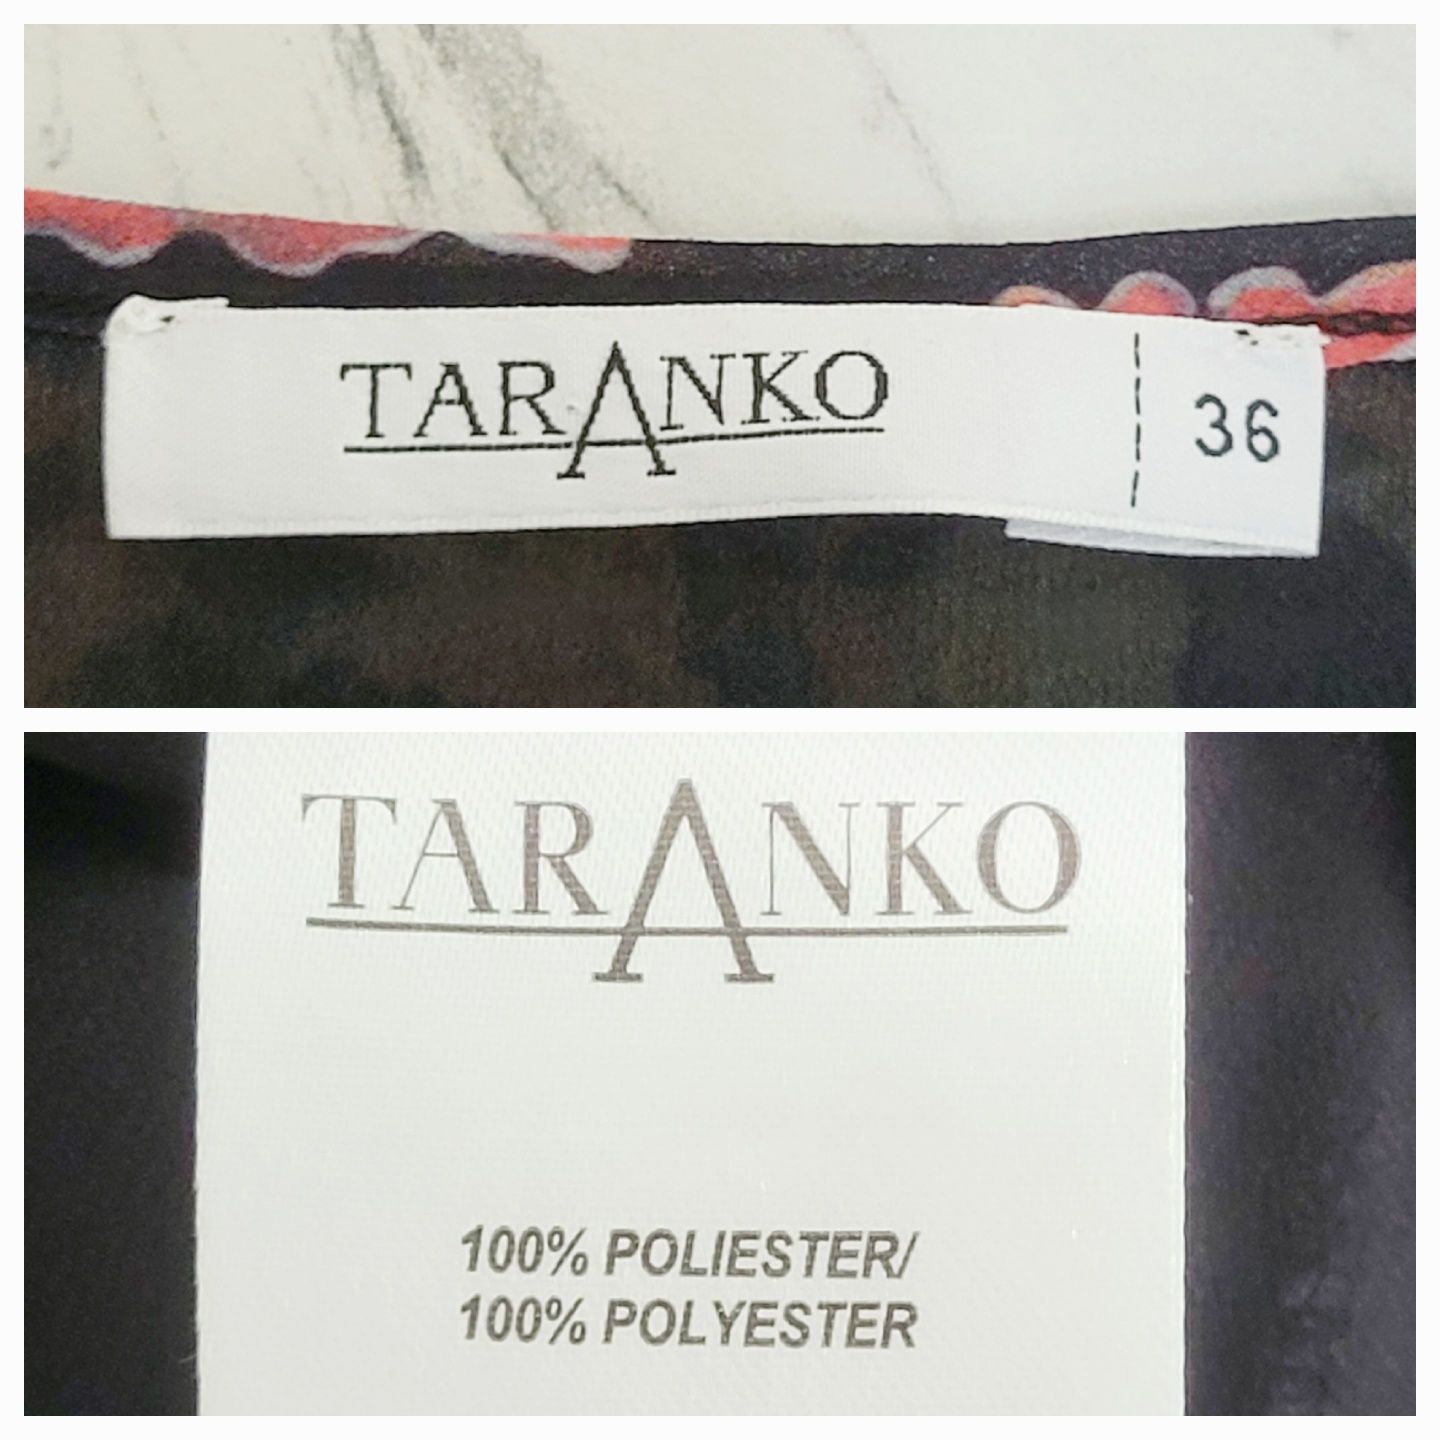 TARANKO
36
TARANKO
100% POLIESTER/
100% POLYESTER